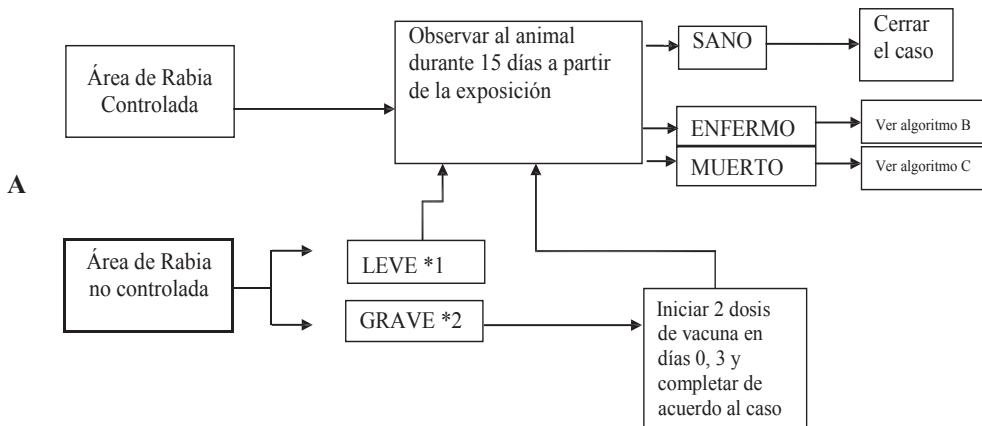 Área de Rabia
Controlada
Observar al animal
durante 15 días a partir
de la exposición
SANO
Cerrar
el caso
ENFERMO
Ver algoritmo B
MUERTO
Ver algoritmo C
A
Área de Rabia
no controlada
LEVE *1
GRAVE *2
Iniciar 2 dosis
de vacuna en
días 0, 3 y
completar de
acuerdo al caso